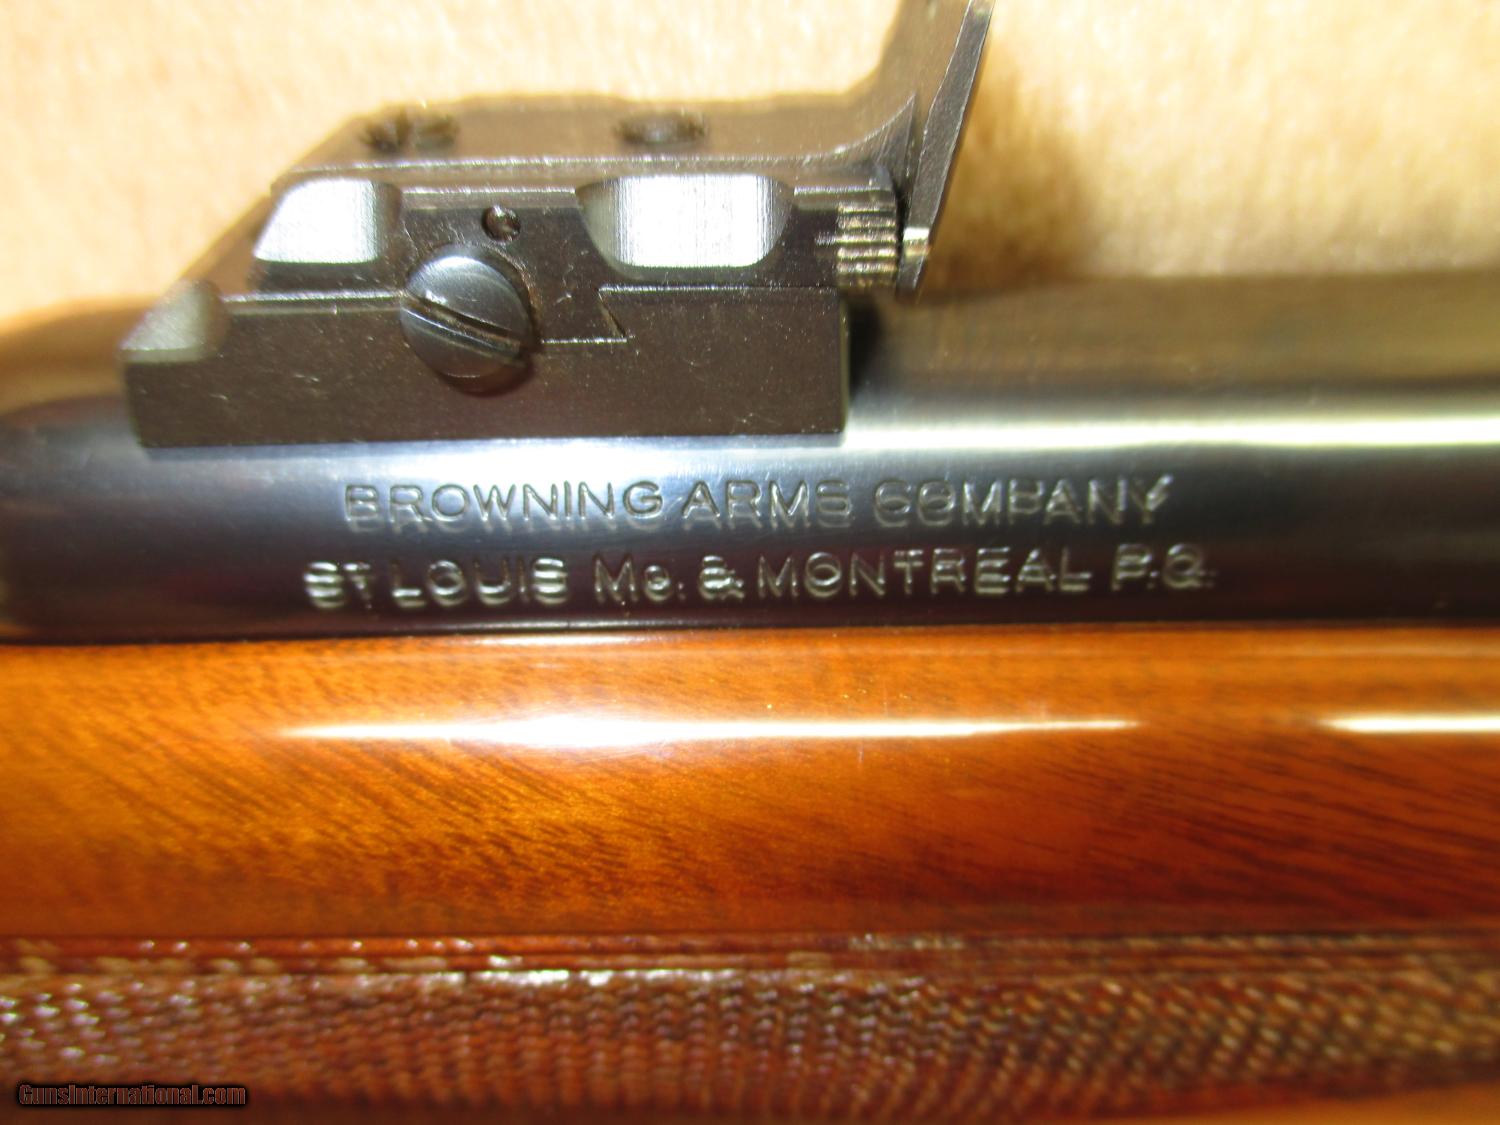 BROWNING ARMS COMPANY
ST LOUIS Mo. & MONTREAL P.Q.
GunsInternational.com